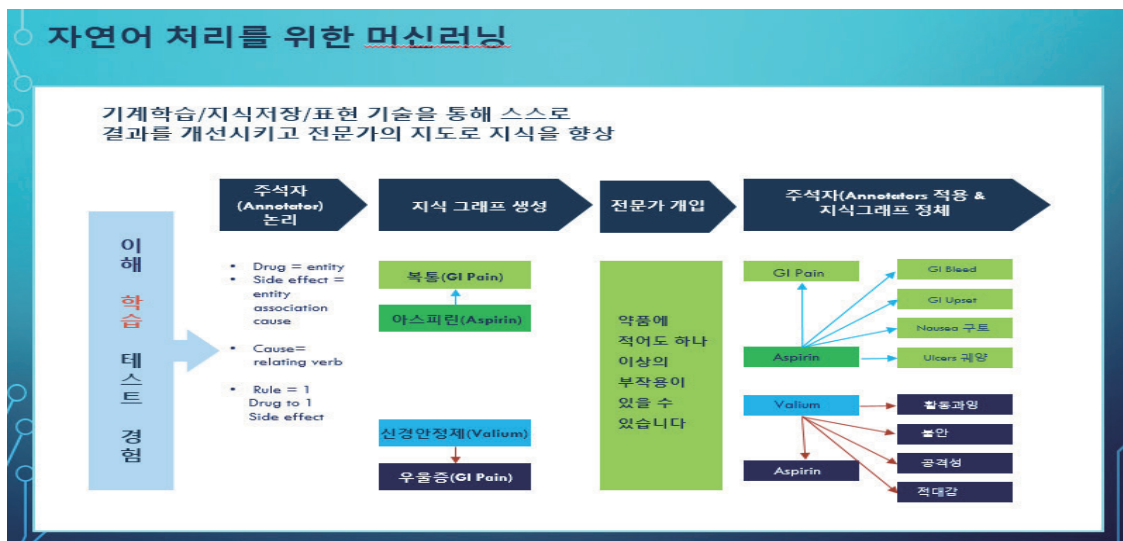 자연어 처리를 위한 머신러닝
기계학습/지식저장/표현 기술을 통해 스스로
결과를 개선시키고 전문가의 지도로 지식을 향상
이
해
학
습
테
스
트
경
험
주석자
(Annotator)
논리
• Drug = entity
• Side effect =
entity
association
cause
• Cause=
relating verb
• Rule = 1
Drug to 1
Side effect
지식 그래프 생성
복통(GI Pain)
아스피린(Aspirin)
신경안정제(Valium)
우울증(GI Pain)
전문가 개입
약품에
적어도 하나
이상의
부작용이
있을 수
있습니다
주석자(Annotators 적용 &
지식그래프 정체
GI Pain
Aspirin
GI Bleed
GI Upset
Nausea 구토
Ulcers 궤양
Valium
Aspirin
활동과잉
불안
공격성
적대감